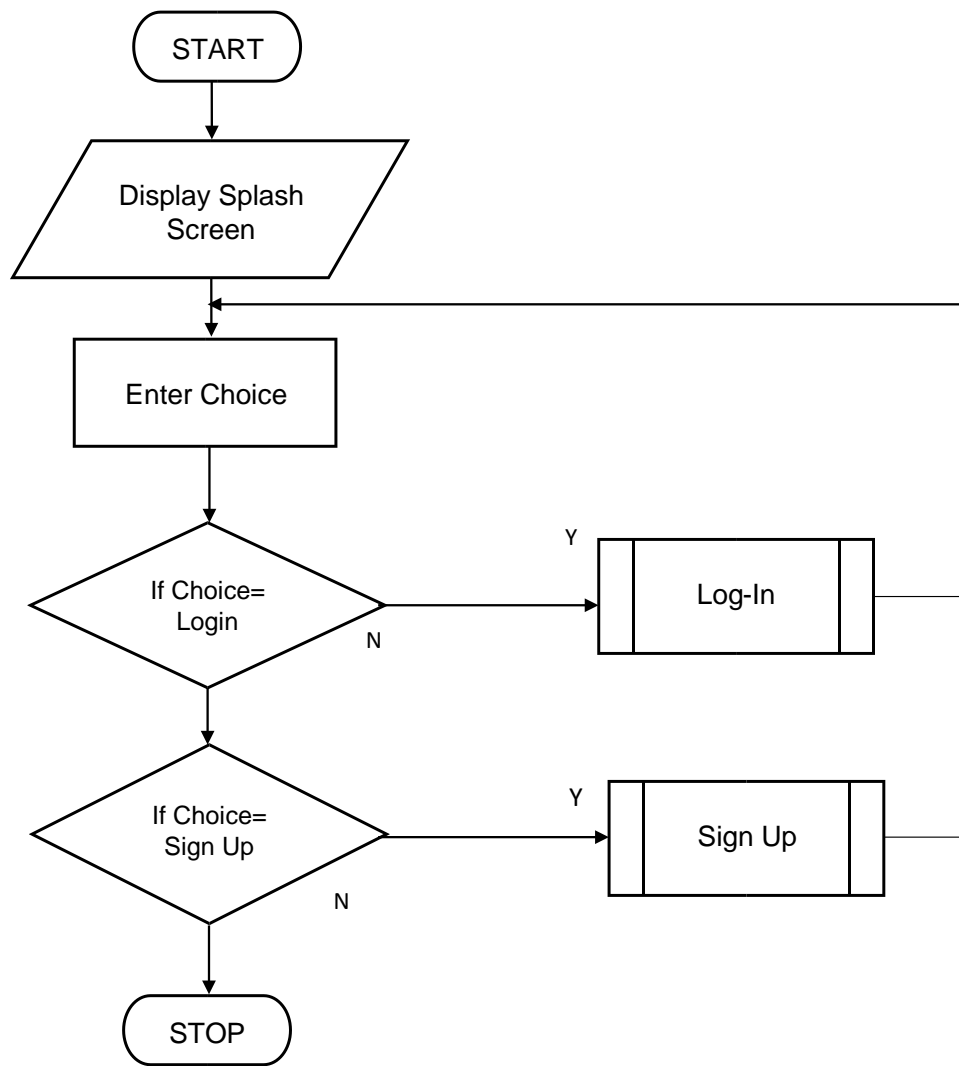 START
Display Splash
Screen
Enter Choice
If Choice=
Login
Y
N
Log-In
If Choice=
Sign Up
Y
N
Sign Up
STOP